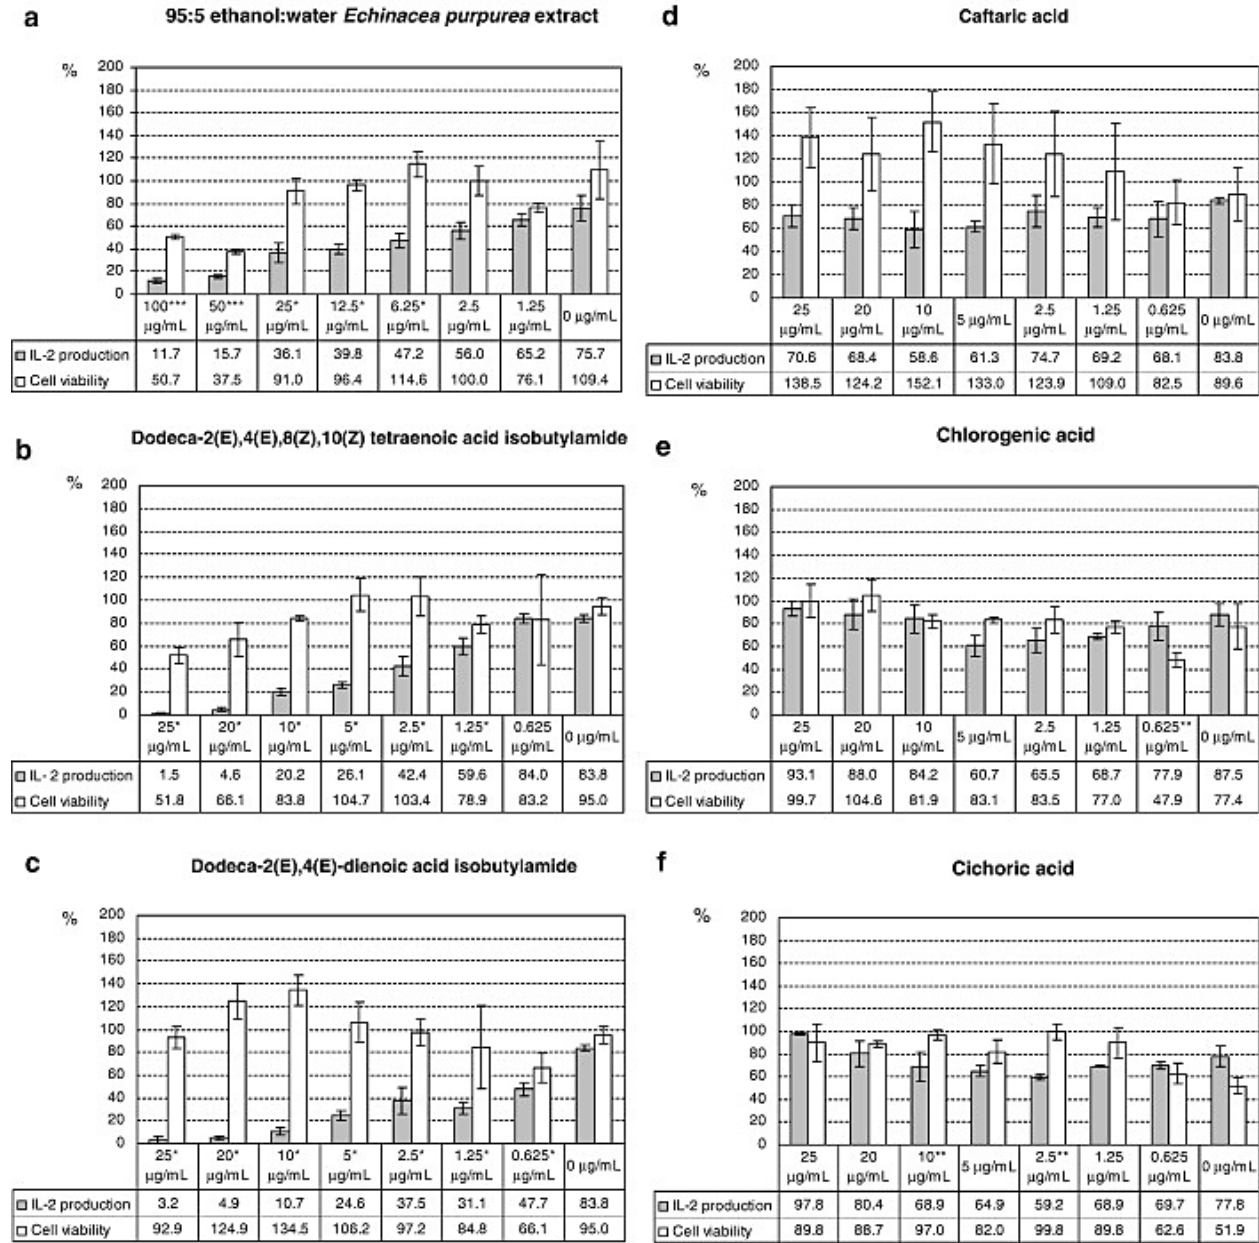 a
95:5 ethanol:water Echinacea purpurea extract
%
200
180
160
140
120
100
80
60
40
20
0
100*** µg/mL 50*** µg/mL 25* µg/mL 12.5* µg/mL 6.25* µg/mL 2.5 µg/mL 1.25 µg/mL 0 µg/mL
IL-2 production 11.7 15.7 36.1 39.8 47.2 56.0 65.2 75.7
Cell viability 50.7 37.5 91.0 96.4 114.6 100.0 76.1 109.4
b
Dodeca-2(E),4(E),8(Z),10(Z) tetraenoic acid isobutylamide
%
200
180
160
140
120
100
80
60
40
20
0
25* µg/mL 20* µg/mL 10* µg/mL 5* µg/mL 2.5* µg/mL 1.25* µg/mL 0.625 µg/mL 0 µg/mL
IL- 2 production 1.5 4.6 20.2 26.1 42.4 59.6 84.0 83.8
Cell viability 51.8 66.1 83.8 104.7 103.4 78.9 83.2 95.0
c
Dodeca-2(E),4(E)-dienoic acid isobutylamide
%
200
180
160
140
120
100
80
60
40
20
0
25* µg/mL 20* µg/mL 10* µg/mL 5* µg/mL 2.5* µg/mL 1.25* µg/mL 0.625* µg/mL 0 µg/mL
IL-2 production 3.2 4.9 10.7 24.6 37.5 31.1 47.7 83.8
Cell viability 92.9 124.9 134.5 106.2 97.2 84.8 66.1 95.0
d
Caftaric acid
%
200
180
160
140
120
100
80
60
40
20
0
25 µg/mL 20 µg/mL 10 µg/mL 5 µg/mL 2.5 µg/mL 1.25 µg/mL 0.625 µg/mL 0 µg/mL
IL-2 production 70.6 68.4 58.6 61.3 74.7 69.2 68.1 83.8
Cell viability 138.5 124.2 152.1 133.0 123.9 109.0 82.5 89.6
e
Chlorogenic acid
%
200
180
160
140
120
100
80
60
40
20
0
25 µg/mL 20 µg/mL 10 µg/mL 5 µg/mL 2.5 µg/mL 1.25 µg/mL 0.625** µg/mL 0 µg/mL
IL-2 production 93.1 88.0 84.2 60.7 65.5 68.7 77.9 87.5
Cell viability 99.7 104.6 81.9 83.1 83.5 77.0 47.9 77.4
f
Cichoric acid
%
200
180
160
140
120
100
80
60
40
20
0
25 µg/mL 20 µg/mL 10** µg/mL 5 µg/mL 2.5** µg/mL 1.25 µg/mL 0.625 µg/mL 0 µg/mL
IL-2 production 97.8 80.4 68.9 64.9 59.2 68.9 69.7 77.8
Cell viability 89.8 88.7 97.0 82.0 99.8 89.8 62.6 51.9